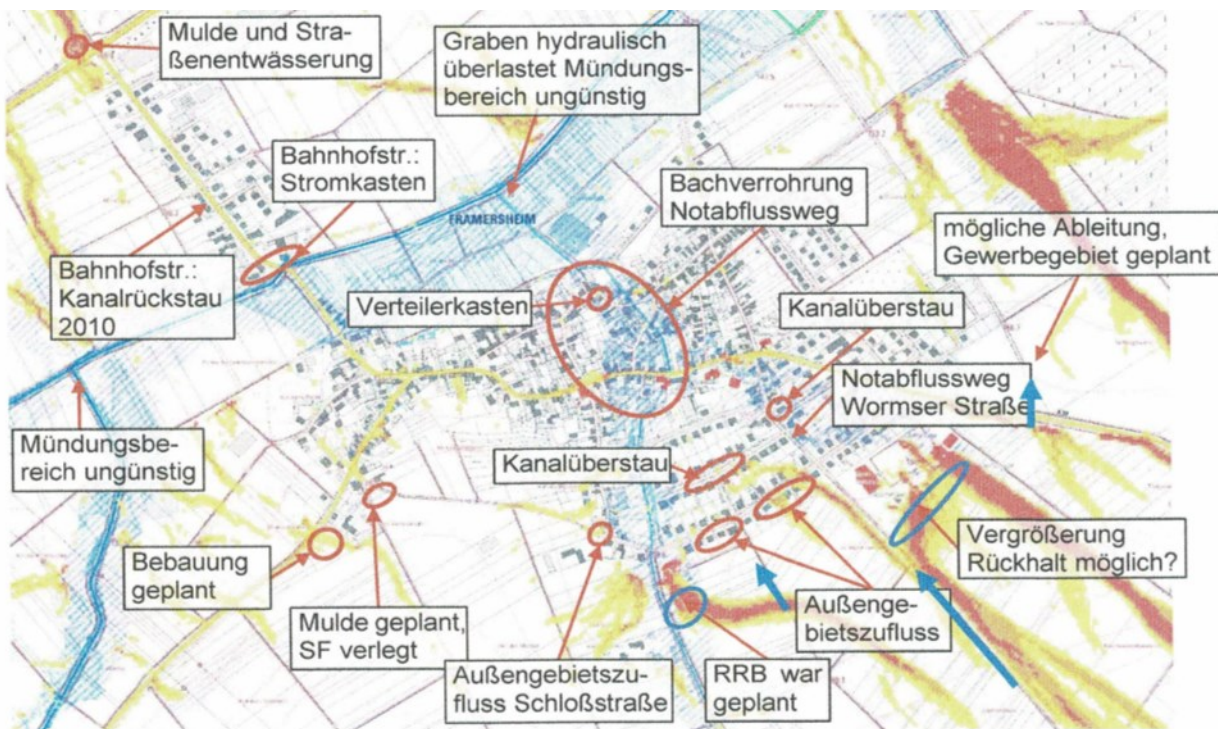 Mulde und Stra-
ßenentwässerung
Graben hydraulisch
überlastet Mündungs-
bereich ungünstig
Bahnhofstr.:
Stromkasten
Bachverrohrung
Notabflussweg
FRAMERSHEIM
mögliche Ableitung,
Gewerbegebiet geplant
Bahnhofstr.:
Kanalrückstau
2010
Verteilerkasten
Kanalüberstau
Notabflussweg
Wormser Straße
Mündungsbe-
reich ungünstig
Kanalüberstau
Bebauung
geplant
Vergrößerung
Rückhalt möglich?
Mulde geplant,
SF verlegt
Außengebietszu-
fluss Schloßstraße
RRB war
geplant
Außenge-
bietszufluss